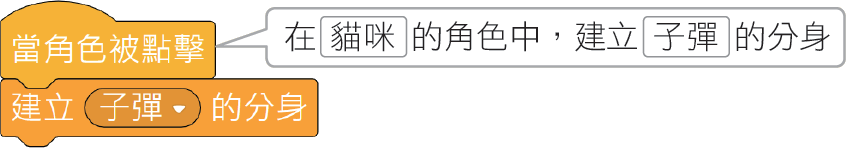 當角色被點擊
在 貓咪 的角色中，建立 子彈 的分身
建立 子彈 的分身